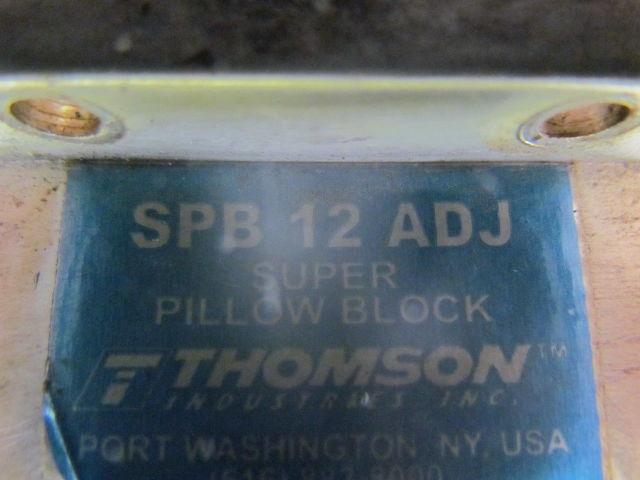 SPB 12 ADJ
SUPER
PILLOW BLOCK
THOMSON™
INDUSTRIES INC.
PORT WASHINGTON NY, USA